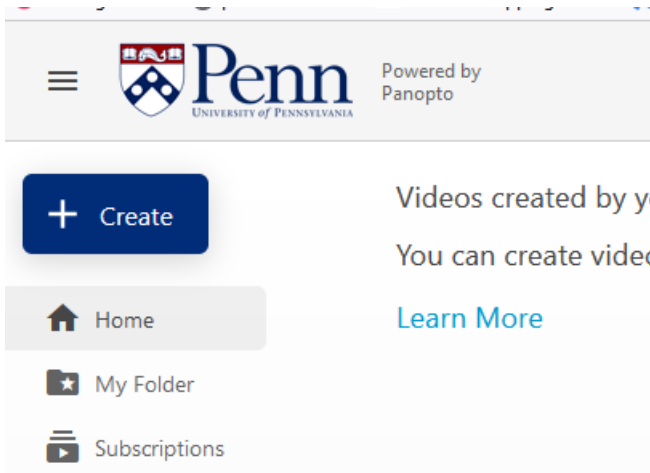 Penn
UNIVERSITY of PENNSYLVANIA
Powered by
Panopto
Create
Videos created by
You can create
Learn More
Home
My Folder
Subscriptions